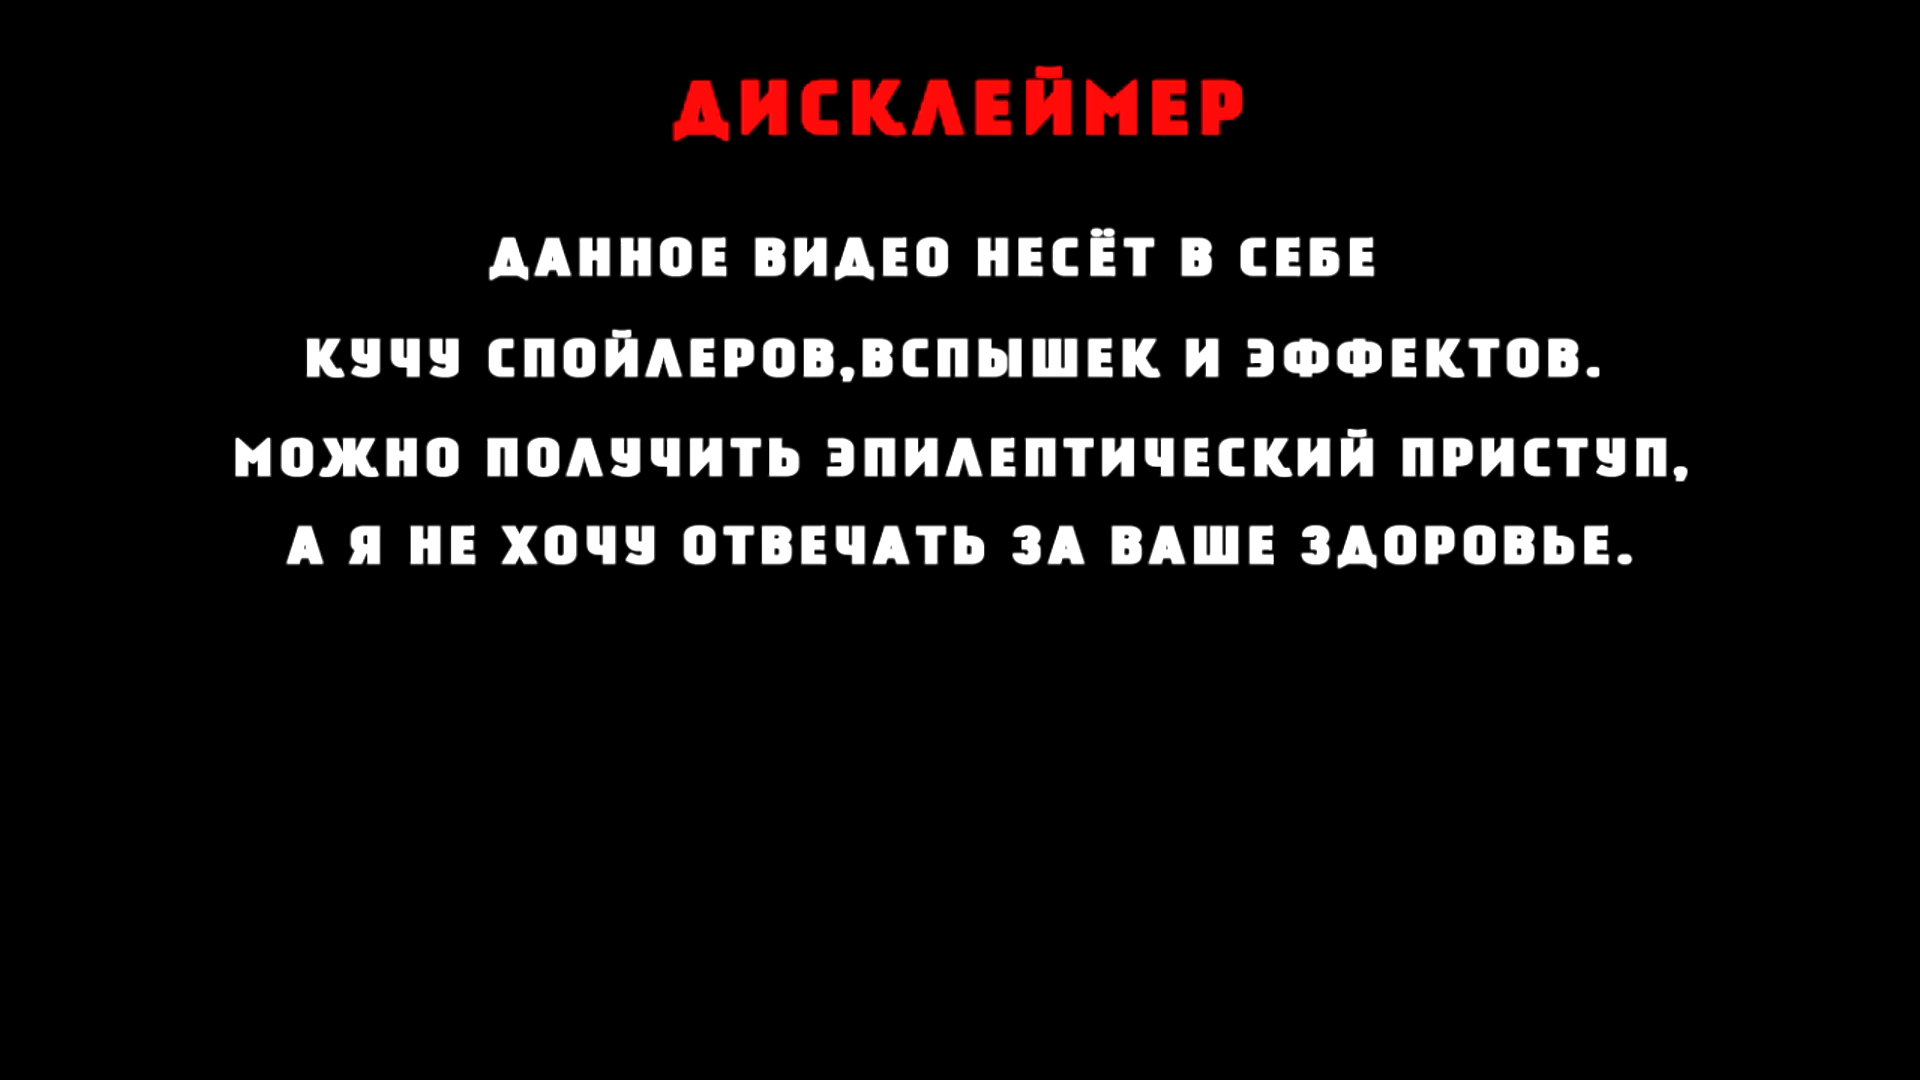 ДИСКЛЕЙМЕР
ДАННОЕ ВИДЕО НЕСЁТ В СЕБЕ
КУЧУ СПОЙЛЕРОВ,ВСПЫШЕК И ЭФФЕКТОВ.
МОЖНО ПОЛУЧИТЬ ЭПИЛЕПТИЧЕСКИЙ ПРИСТУП,
А Я НЕ ХОЧУ ОТВЕЧАТЬ ЗА ВАШЕ ЗДОРОВЬЕ.